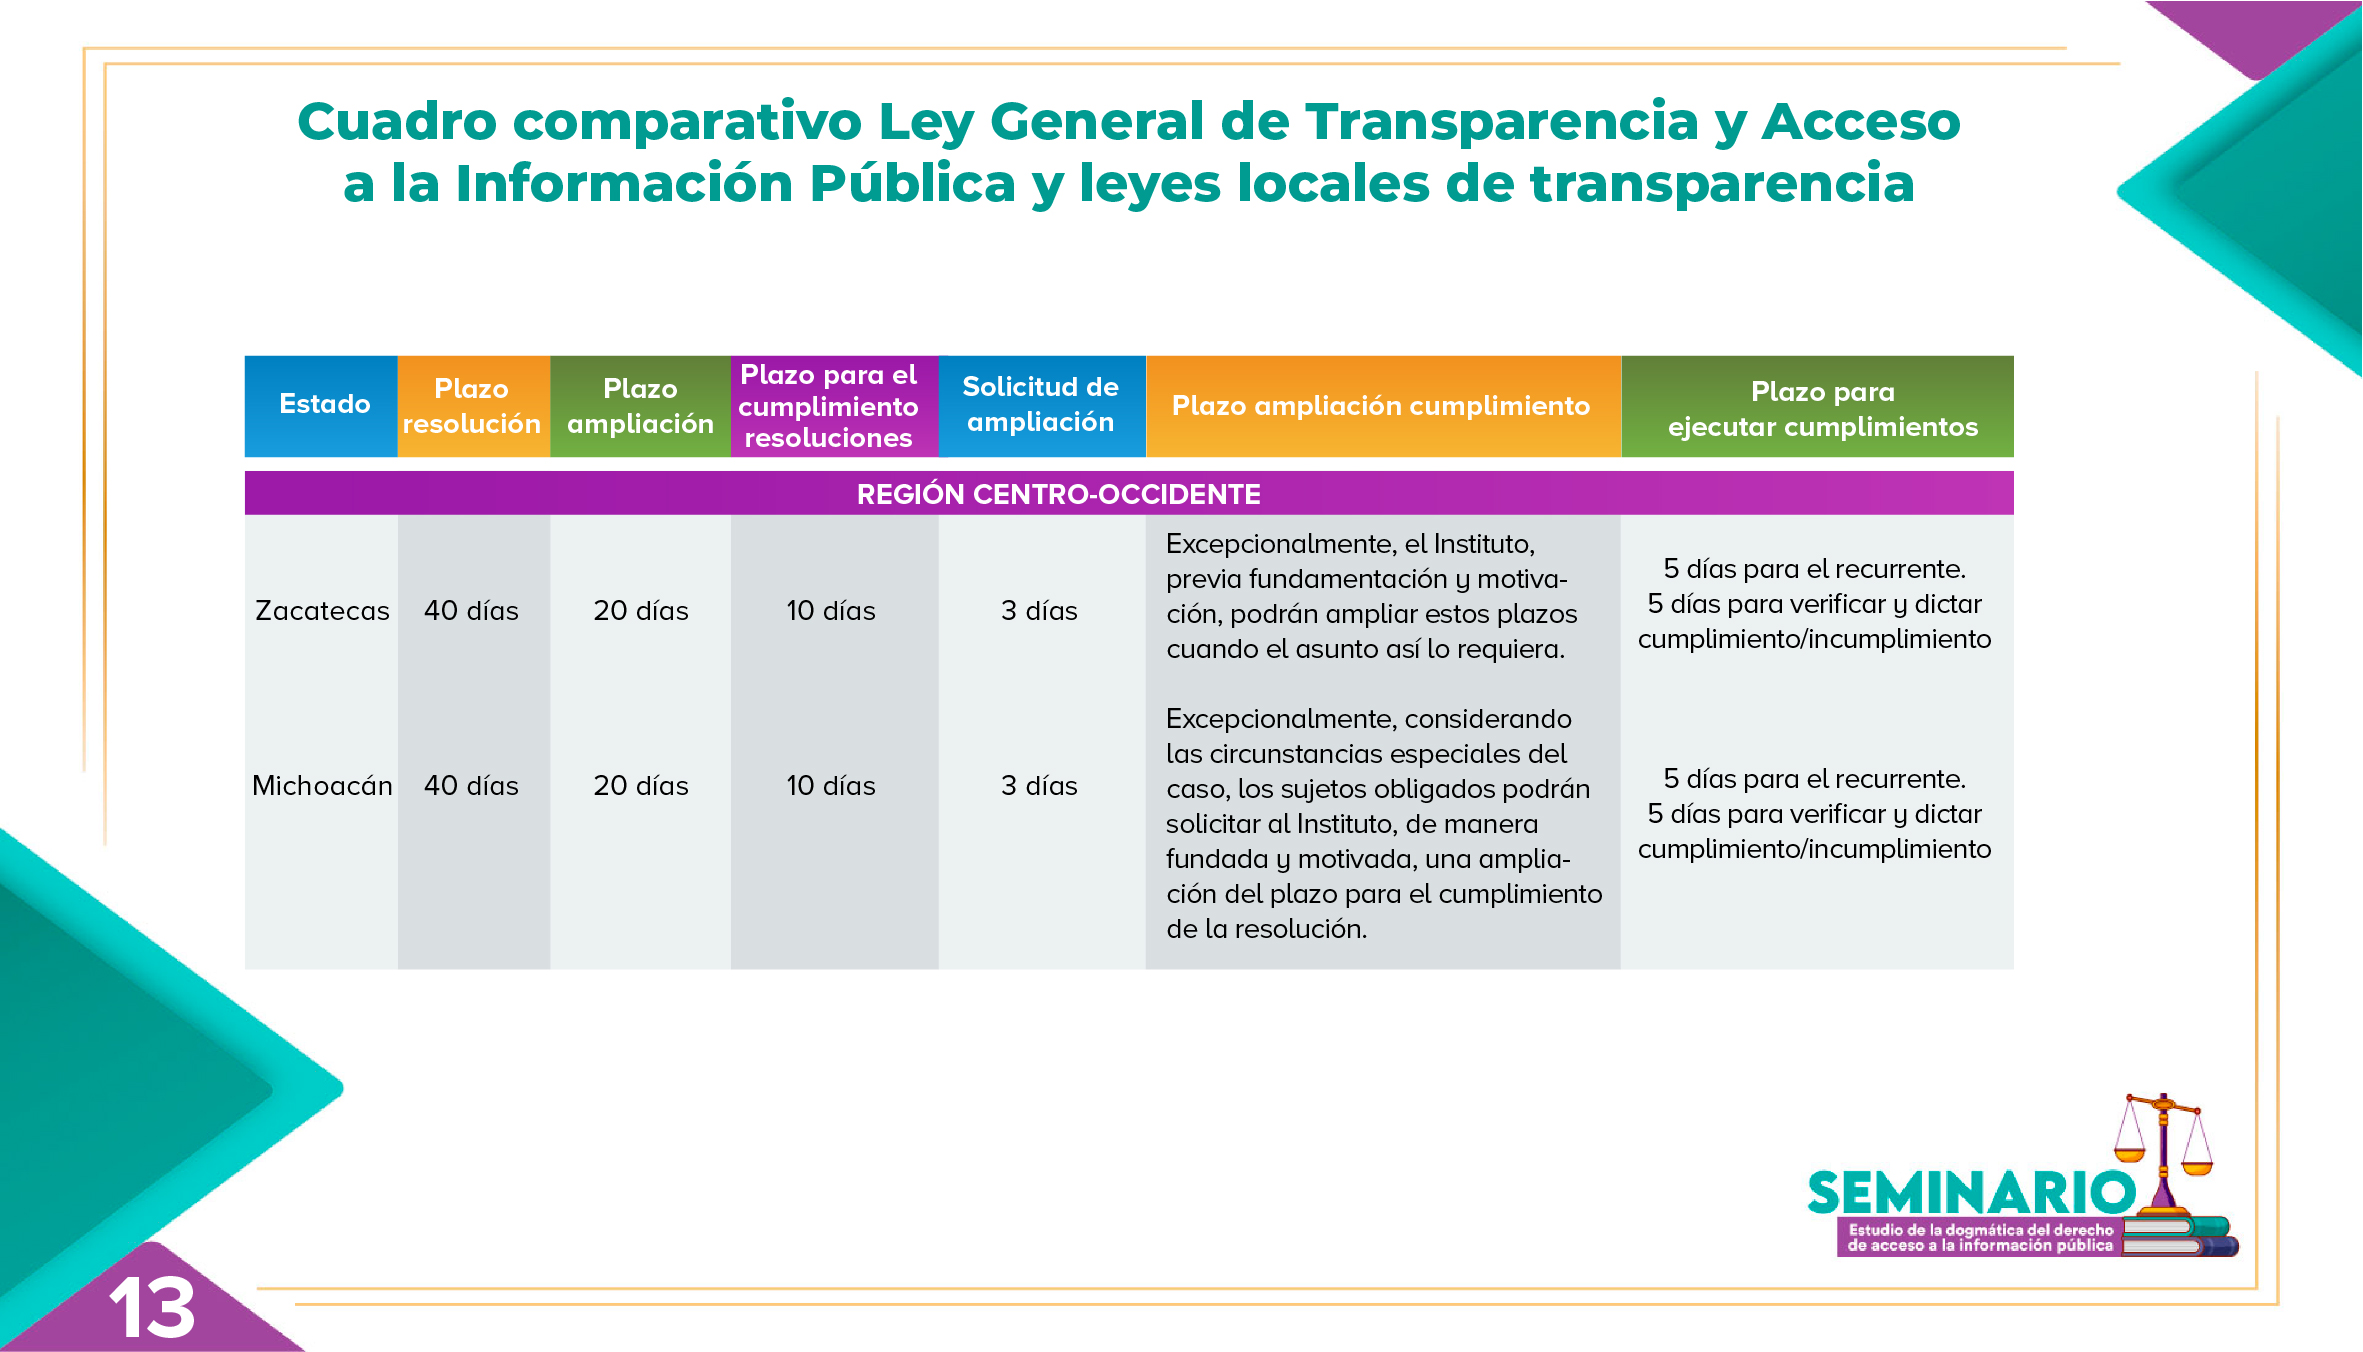 Cuadro comparativo Ley General de Transparencia y Acceso
a la Información Pública y leyes locales de transparencia
Estado
Plazo
resolución
Plazo
ampliación
Plazo para el
cumplimiento
resoluciones
Solicitud de
ampliación
Plazo ampliación cumplimiento
Plazo para
ejecutar cumplimientos
REGIÓN CENTRO-OCCIDENTE
Zacatecas
40 días
20 días
10 días
3 días
Excepcionalmente, el Instituto,
previa fundamentación y motiva-
ción, podrán ampliar estos plazos
cuando el asunto así lo requiera.
5 días para el recurrente.
5 días para verificar y dictar
cumplimiento/incumplimiento
Michoacán
40 días
20 días
10 días
3 días
Excepcionalmente, considerando
las circunstancias especiales del
caso, los sujetos obligados podrán
solicitar al Instituto, de manera
fundada y motivada, una amplia-
ción del plazo para el cumplimiento
de la resolución.
5 días para el recurrente.
5 días para verificar y dictar
cumplimiento/incumplimiento
SEMINARIO
Estudio de la dogmática del derecho
de acceso a la información pública
13